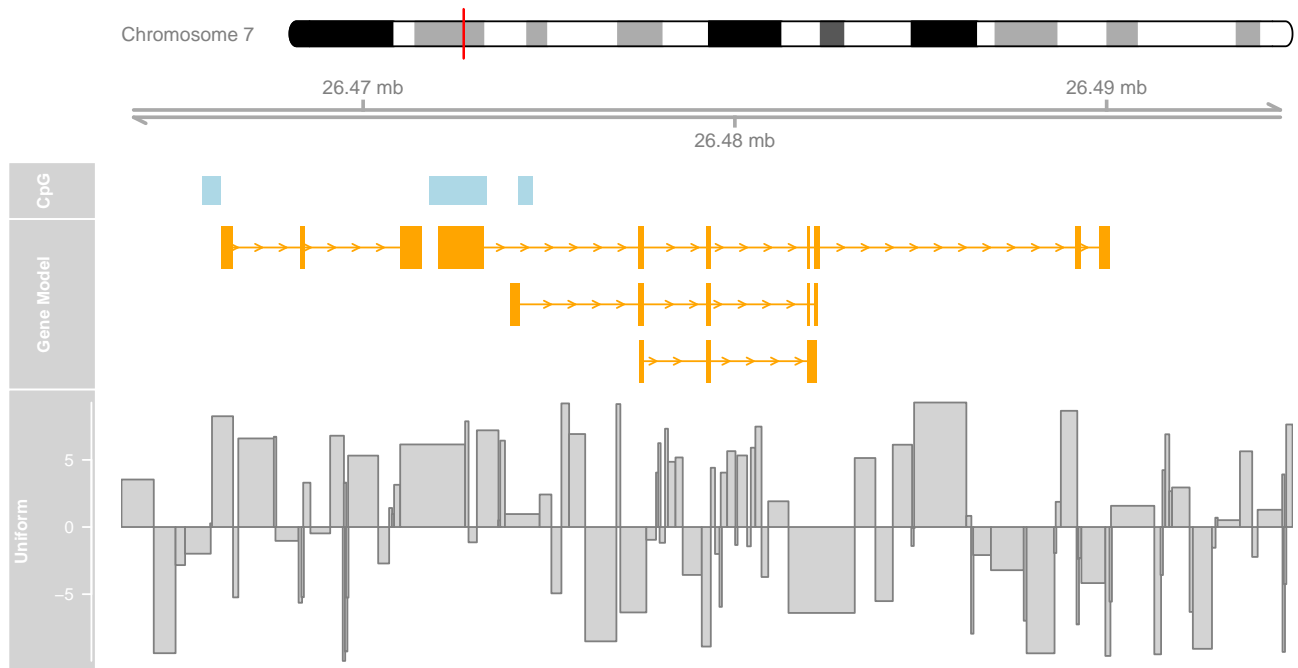 Chromosome 7
26.47 mb
26.49 mb
26.48 mb
CpG
Gene Model
Uniform
5
0
−5